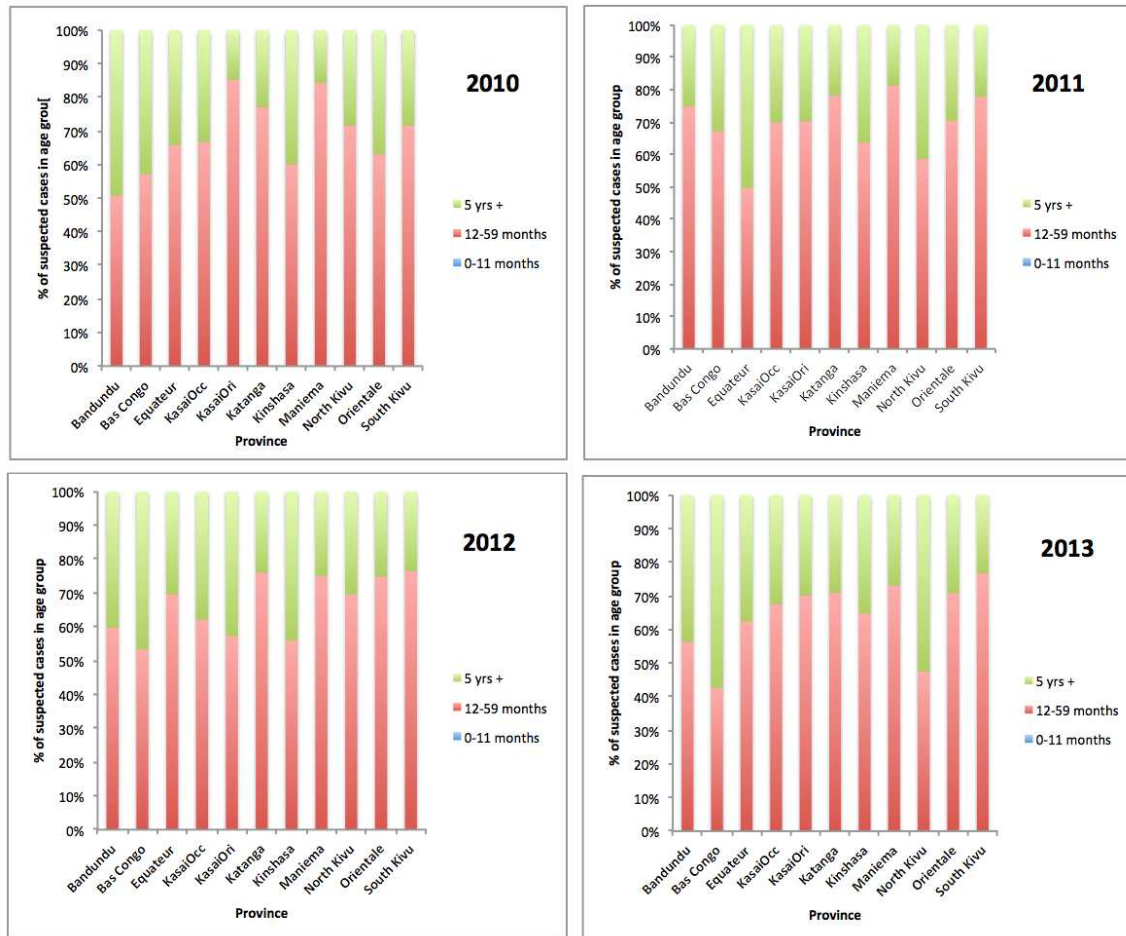 100%
90%
80%
70%
60%
50%
40%
30%
20%
10%
0%
% of suspected cases in age grou[
2010
5 yrs +
12-59 months
0-11 months
Bandundu
Bas Congo
Equateur
KasaiOcc
KasaiOri
Katanga
Kinshasa
Maniema
North Kivu
Orientale
South Kivu
Province
100%
90%
80%
70%
60%
50%
40%
30%
20%
10%
0%
% of suspected cases in age group
2011
5 yrs +
12-59 months
0-11 months
Bandundu
Bas Congo
Equateur
KasaiOcc
KasaiOri
Katanga
Kinshasa
Maniema
North Kivu
Orientale
South Kivu
Province
100%
90%
80%
70%
60%
50%
40%
30%
20%
10%
0%
% of suspected cases in age group
2012
5 yrs +
12-59 months
0-11 months
Bandundu
Bas Congo
Equateur
KasaiOcc
KasaiOri
Katanga
Kinshasa
Maniema
North Kivu
Orientale
South Kivu
Province
100%
90%
80%
70%
60%
50%
40%
30%
20%
10%
0%
% of suspected cases in age group
2013
5 yrs +
12-59 months
0-11 months
Bandundu
Bas Congo
Equateur
KasaiOcc
KasaiOri
Katanga
Kinshasa
Maniema
North Kivu
Orientale
South Kivu
Province